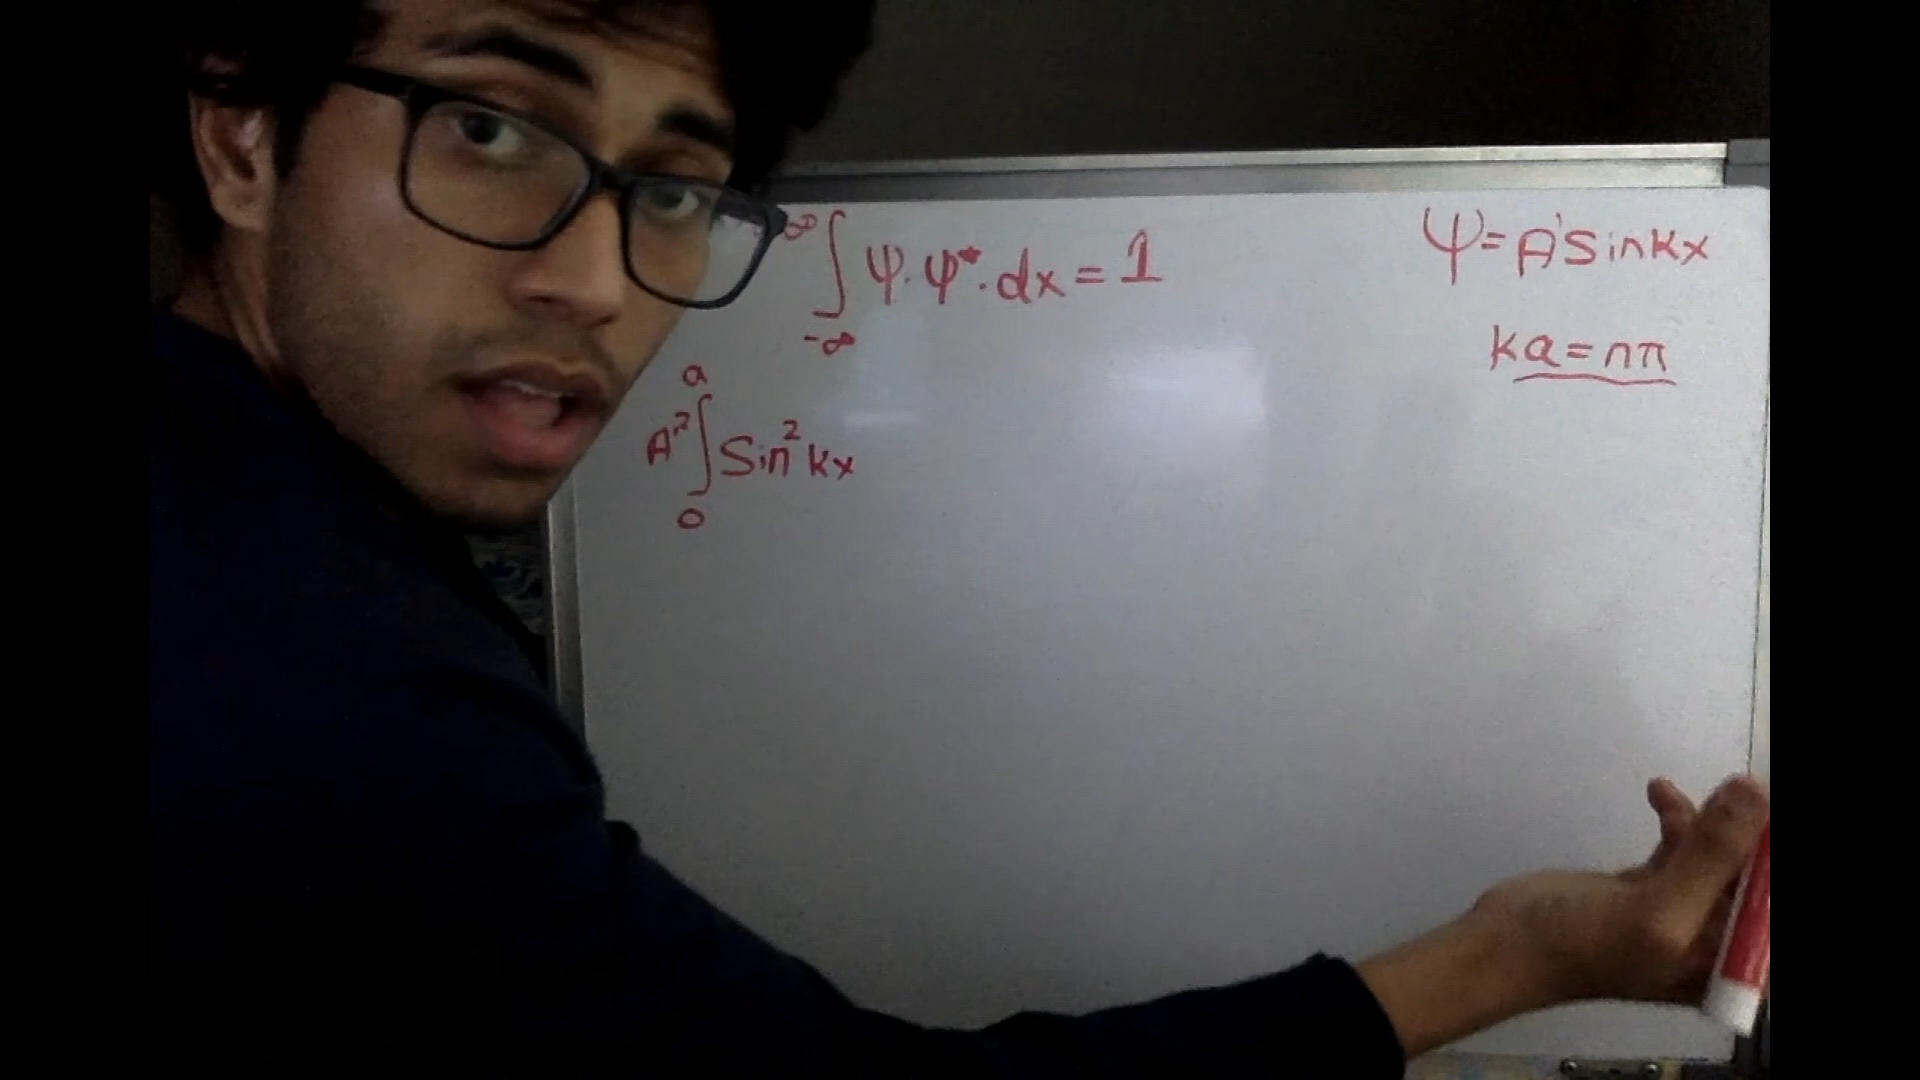 ∞
∫ ψ·ψ*·dx = 1
-∞
ψ = A sinkx
ka = nπ
a
A² ∫ Sin² kx
0